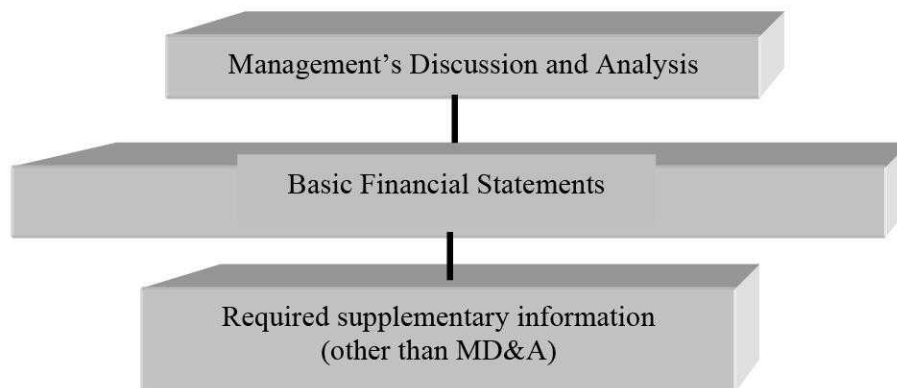 Management’s Discussion and Analysis
Basic Financial Statements
Required supplementary information
(other than MD&A)